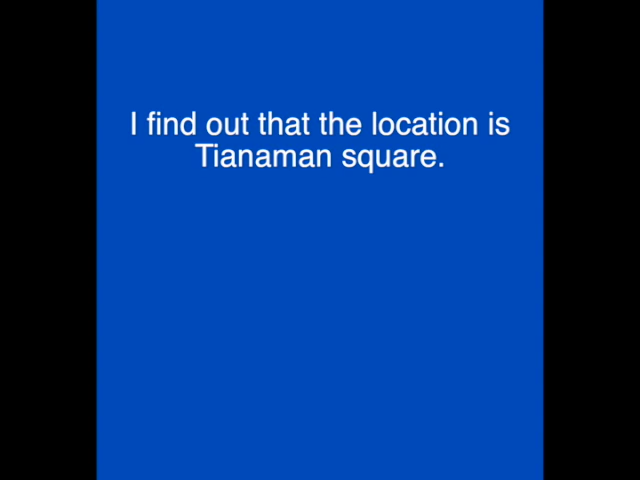 I find out that the location is
Tianaman square.